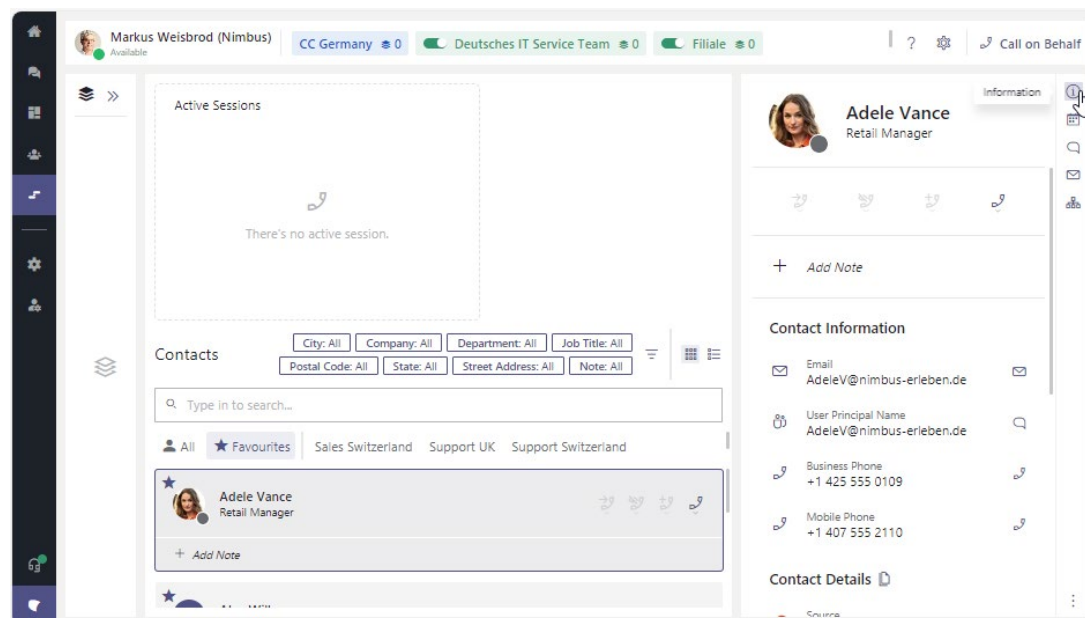 Markus Weisbrod (Nimbus)
Available
CC Germany 0
Deutsches IT Service Team 0
Filiale 0
?
Call on Behalf
Active Sessions
There's no active session.
Contacts
City: All
Company: All
Department: All
Job Title: All
Postal Code: All
State: All
Street Address: All
Note: All
Type in to search...
All
Favourites
Sales Switzerland
Support UK
Support Switzerland
Adele Vance
Retail Manager
+ Add Note
Information
Adele Vance
Retail Manager
+ Add Note
Contact Information
Email
AdeleV@nimbus-erleben.de
User Principal Name
AdeleV@nimbus-erleben.de
Business Phone
+1 425 555 0109
Mobile Phone
+1 407 555 2110
Contact Details
Source